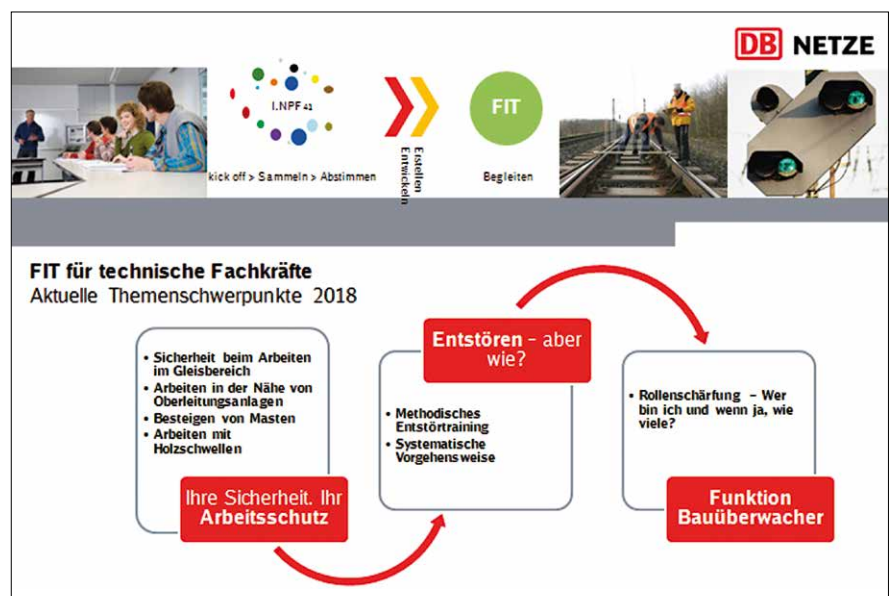 DB NETZE
I.NPF 41
FIT
kick off > Sammeln > Abstimmen
Erstellen
Entwickeln
Begleiten
FIT für technische Fachkräfte
Aktuelle Themenschwerpunkte 2018
• Sicherheit beim Arbeiten
im Gleisbereich
• Arbeiten in der Nähe von
Oberleitungsanlagen
• Besteigen von Masten
• Arbeiten mit
Holzschwellen
Ihre Sicherheit. Ihr
Arbeitsschutz
Entstören – aber
wie?
• Methodisches
Entstörtraining
• Systematische
Vorgehensweise
• Rollenschärfung – Wer
bin ich und wenn ja, wie
viele?
Funktion
Bauüberwacher